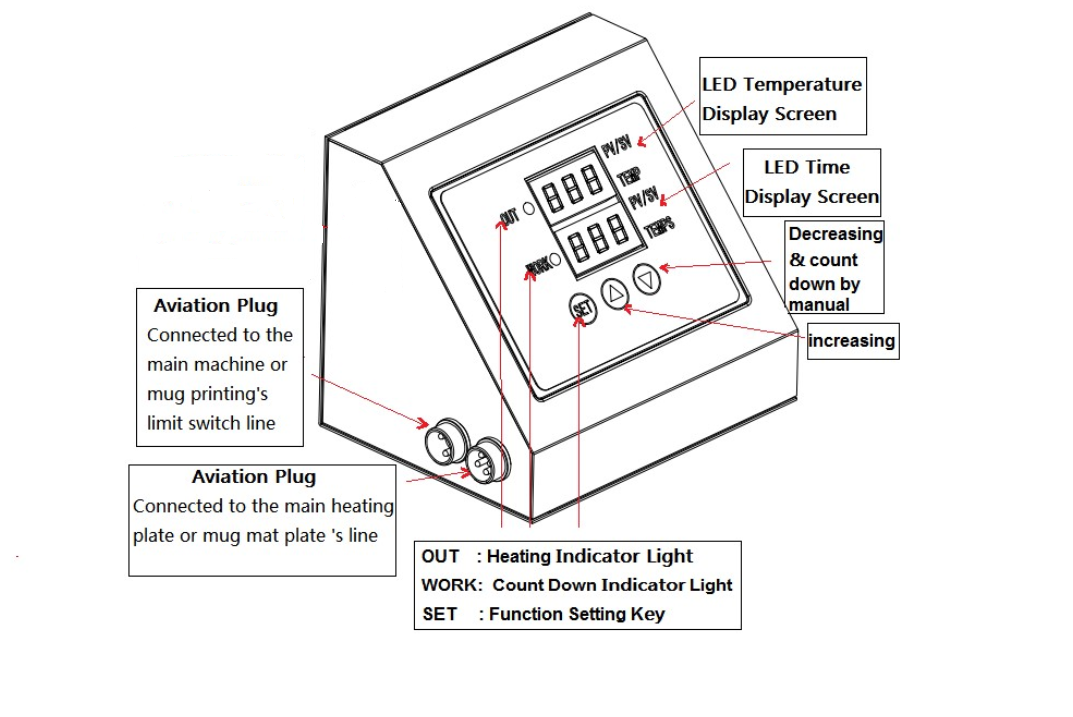 LED Temperature
Display Screen
PV/SV
TEMP
888
OUT
LED Time
Display Screen
PV/SV
TEMPS
888
WORK
SET
Decreasing
& count
down by
manual
increasing
Aviation Plug
Connected to the
main machine or
mug printing's
limit switch line
Aviation Plug
Connected to the main heating
plate or mug mat plate 's line
OUT : Heating Indicator Light
WORK: Count Down Indicator Light
SET : Function Setting Key